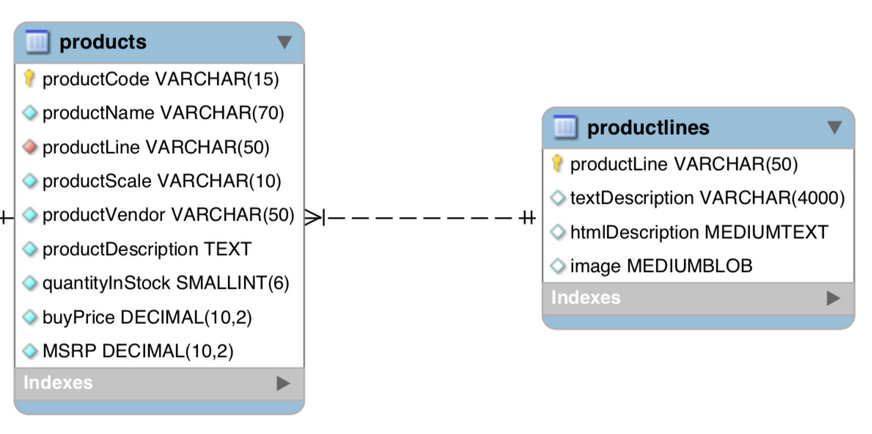 products
productCode VARCHAR(15)
productName VARCHAR(70)
productLine VARCHAR(50)
productScale VARCHAR(10)
productVendor VARCHAR(50)
productDescription TEXT
quantityInStock SMALLINT(6)
buyPrice DECIMAL(10,2)
MSRP DECIMAL(10,2)
Indexes
productlines
productLine VARCHAR(50)
textDescription VARCHAR(4000)
htmlDescription MEDIUMTEXT
image MEDIUMBLOB
Indexes